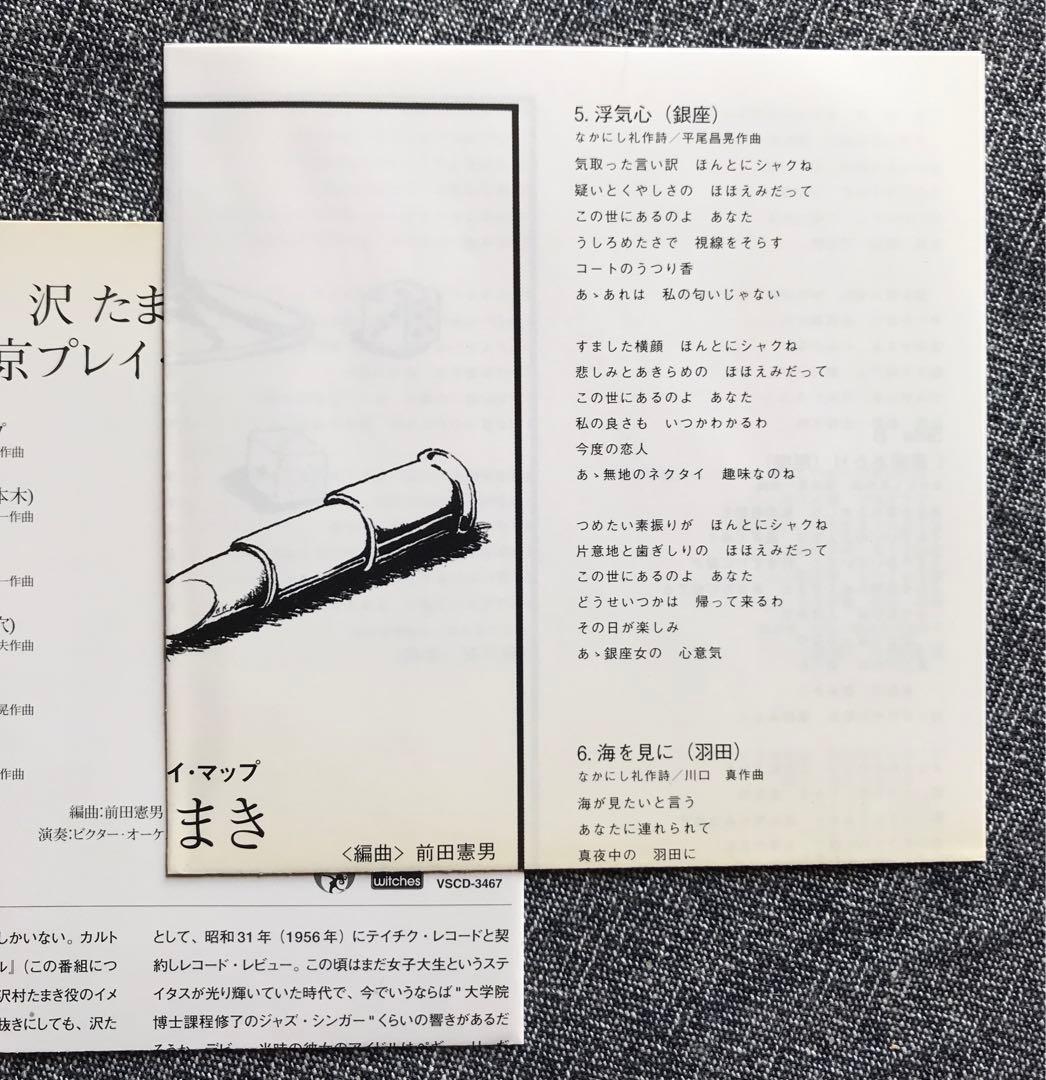 沢 たま
京プレイ・
作曲
本木)
一作曲
一作曲
穴)
夫作曲
晃作曲
作曲
編曲:前田憲男
演奏:ビクター・オーケ
イ・マップ
まき
〈編曲〉前田憲男
5. 浮気心（銀座）
なかにし礼作詩／平尾昌晃作曲
気取った言い訳　ほんとにシャクね
疑いとくやしさの　ほほえみだって
この世にあるのよ　あなた
うしろめたさで　視線をそらす
コートのうつり香
あゝあれは　私の匂いじゃない
すました横顔　ほんとにシャクね
悲しみとあきらめの　ほほえみだって
この世にあるのよ　あなた
私の良さも　いつかわかるわ
今度の恋人
あゝ無地のネクタイ　趣味なのね
つめたい素振りが　ほんとにシャクね
片意地と歯ぎしりの　ほほえみだって
この世にあるのよ　あなた
どうせいつかは　帰って来るわ
その日が楽しみ
あゝ銀座女の　心意気
6. 海を見に（羽田）
なかにし礼作詩／川口　真作曲
海が見たいと言う
あなたに連れられて
真夜中の　羽田に
witches VSCD-3467
しかいない。カルト
ル』（この番組につ
沢村たまき役のイメ
抜きにしても、沢た
として、昭和31年（1956年）にテイチク・レコードと契
約しレコード・レビュー。この頃はまだ女子大生というステ
イタスが光り輝いていた時代で、今でいうならば"大学院
博士課程修了のジャズ・シンガー"くらいの響きがあるだ